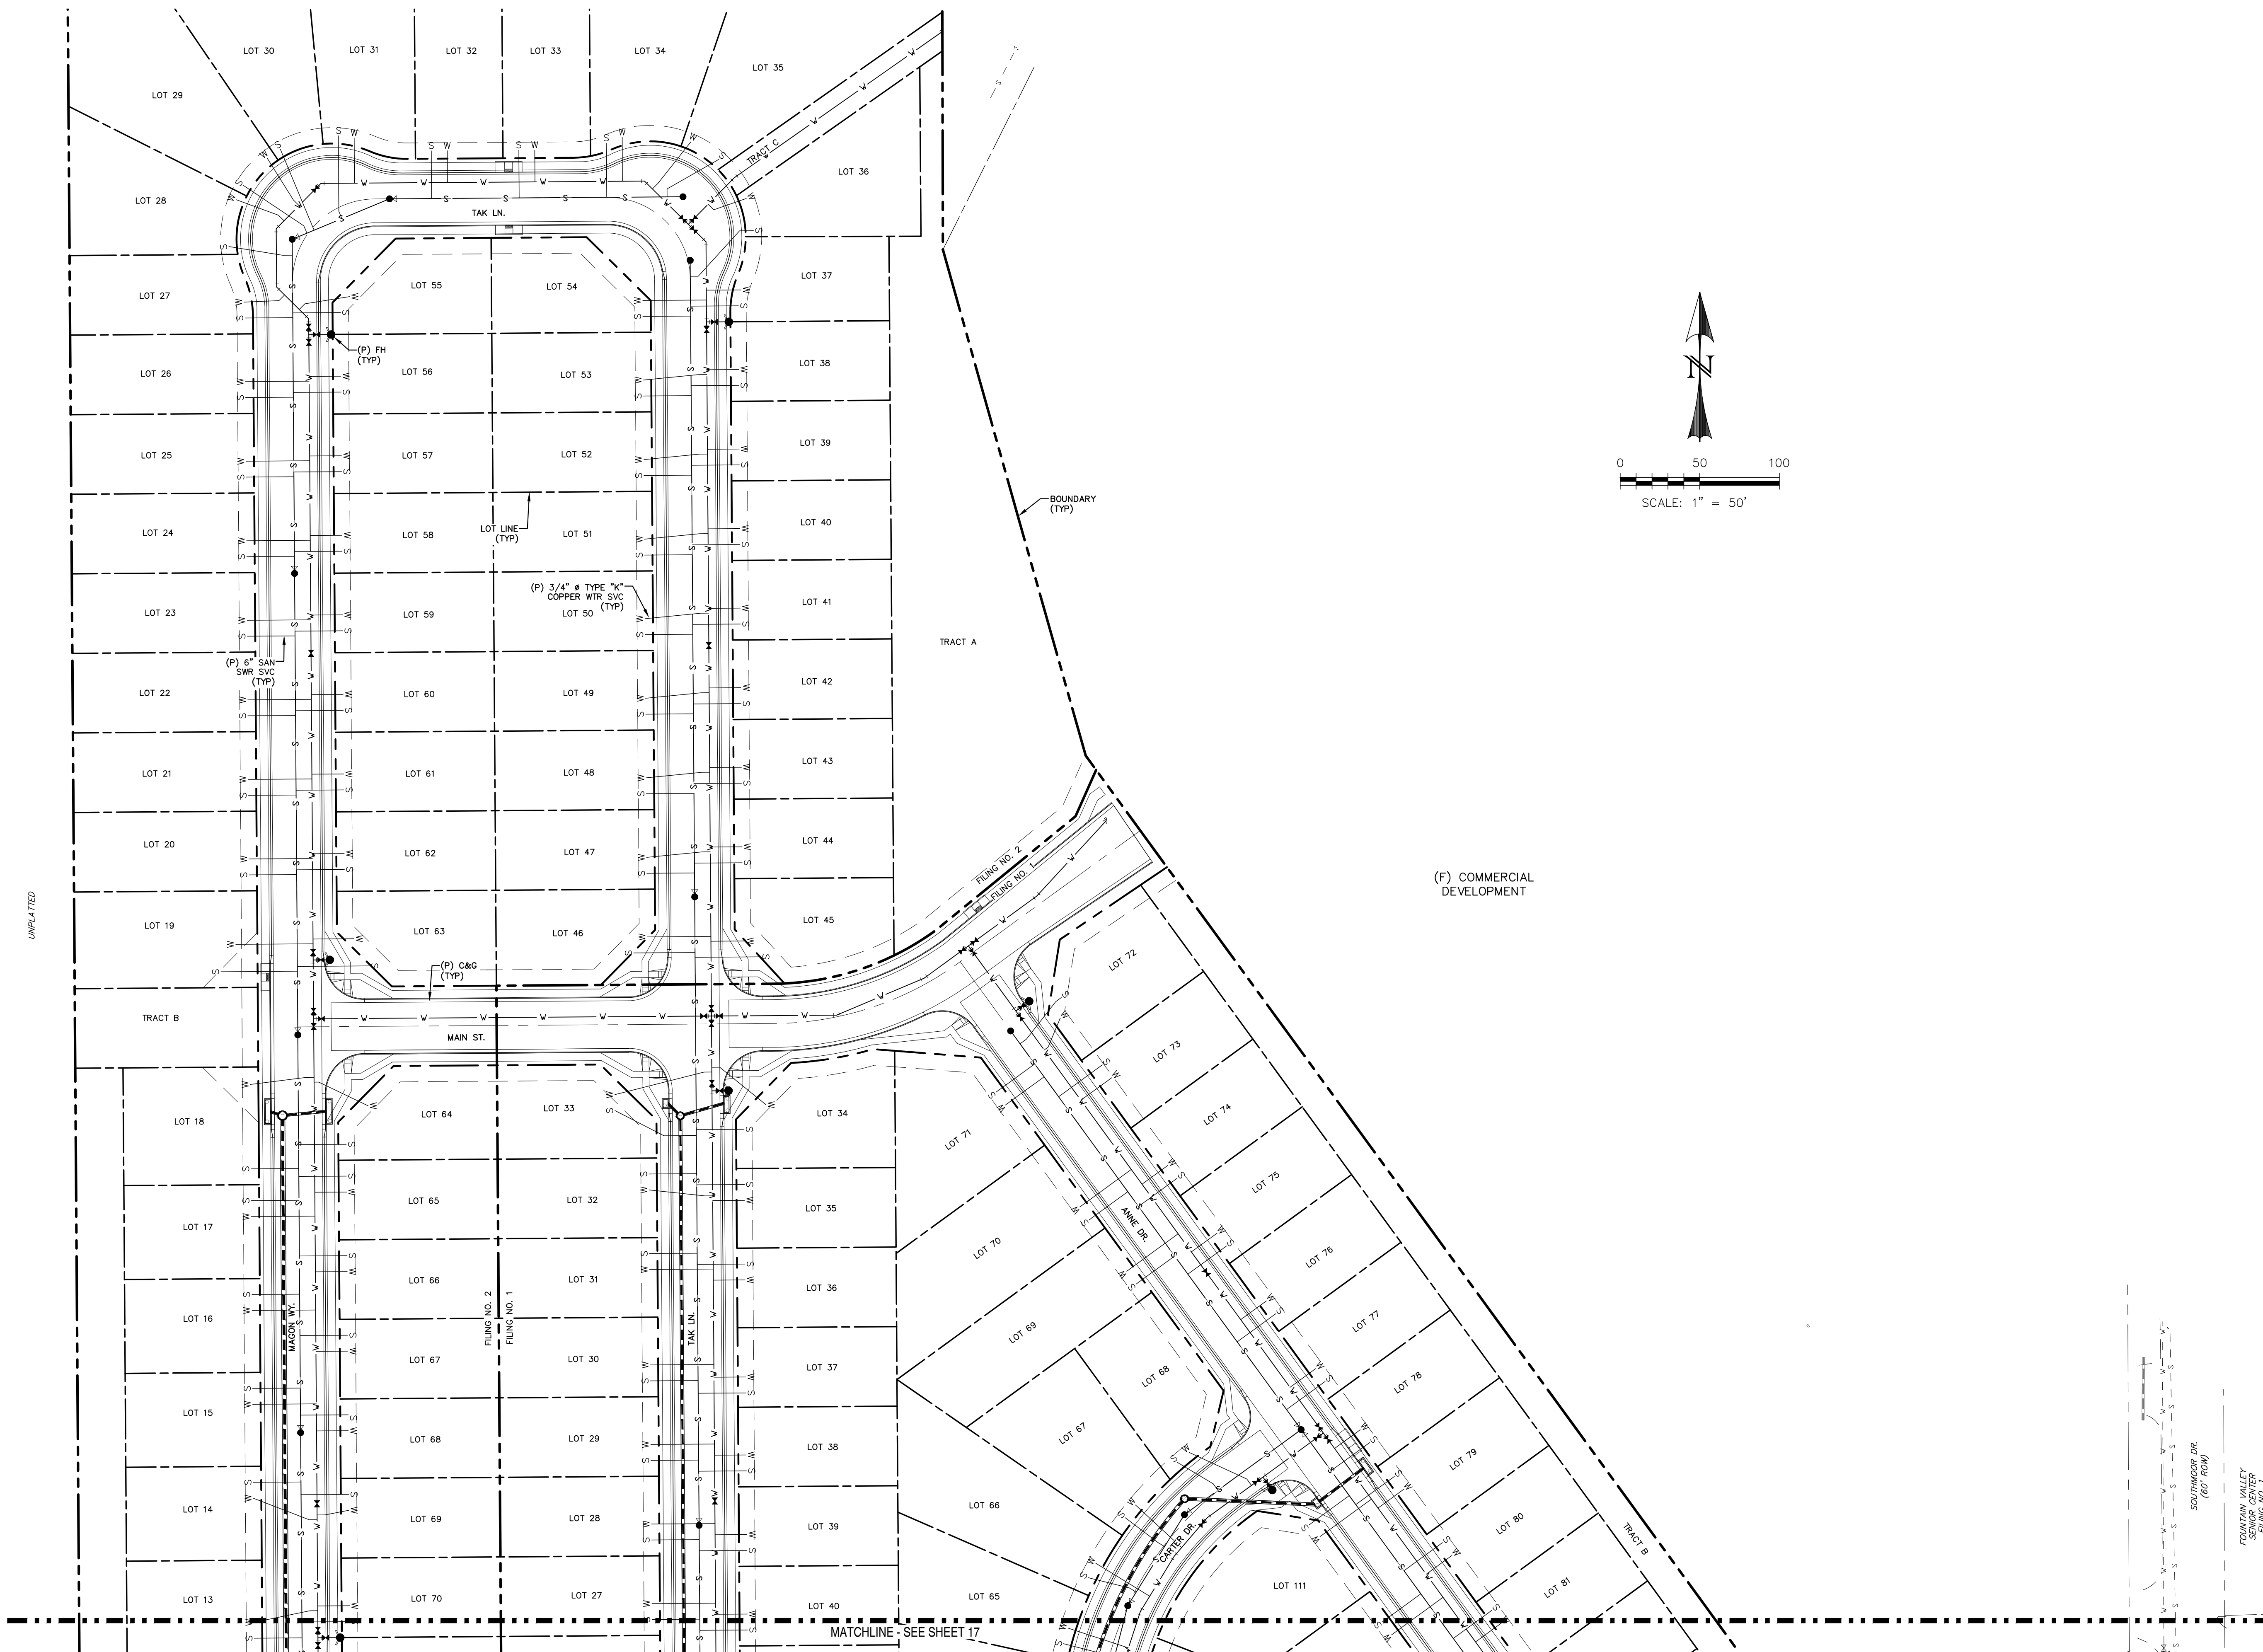 LOT 30
LOT 31
LOT 32
LOT 33
LOT 34
LOT 35
LOT 29
TRACT C
LOT 36
LOT 28
TAK LN.
LOT 27
LOT 55
LOT 54
LOT 37
(P) FH
(TYP)
LOT 26
LOT 56
LOT 53
LOT 38
N
LOT 25
LOT 57
LOT 52
LOT 39
0 50 100
SCALE: 1" = 50'
BOUNDARY
(TYP)
LOT 24
LOT 58
LOT LINE
(TYP)
LOT 51
LOT 40
(P) 3/4" ø TYPE "K"
COPPER WTR SVC
(TYP)
LOT 23
LOT 59
LOT 50
LOT 41
TRACT A
(P) 6" SAN
SWR SVC
(TYP)
LOT 22
LOT 60
LOT 49
LOT 42
LOT 21
LOT 61
LOT 48
LOT 43
LOT 20
LOT 62
LOT 47
LOT 44
FILING NO. 2
FILING NO. 1
(F) COMMERCIAL
DEVELOPMENT
UNPLATTED
LOT 19
LOT 63
LOT 46
LOT 45
(P) C&G
(TYP)
LOT 72
TRACT B
MAIN ST.
LOT 73
LOT 18
LOT 64
LOT 33
LOT 34
LOT 71
LOT 74
LOT 17
LOT 65
LOT 32
LOT 35
LOT 70
ANNE DR.
LOT 75
LOT 66
LOT 31
LOT 36
LOT 76
LOT 16
MAGON WY.
FILING NO. 2
FILING NO. 1
TAK LN.
LOT 69
LOT 77
LOT 67
LOT 30
LOT 37
LOT 68
LOT 78
LOT 15
LOT 68
LOT 29
LOT 38
LOT 67
LOT 79
LOT 14
LOT 69
LOT 28
LOT 39
LOT 66
CARTER DR.
LOT 80
TRACT B
SOUTHMOOR DR.
(60' ROW)
FOUNTAIN VALLEY
SENIOR CENTER
FILING NO. 1
LOT 13
LOT 70
LOT 27
LOT 40
LOT 65
LOT 111
LOT 81
MATCHLINE - SEE SHEET 17